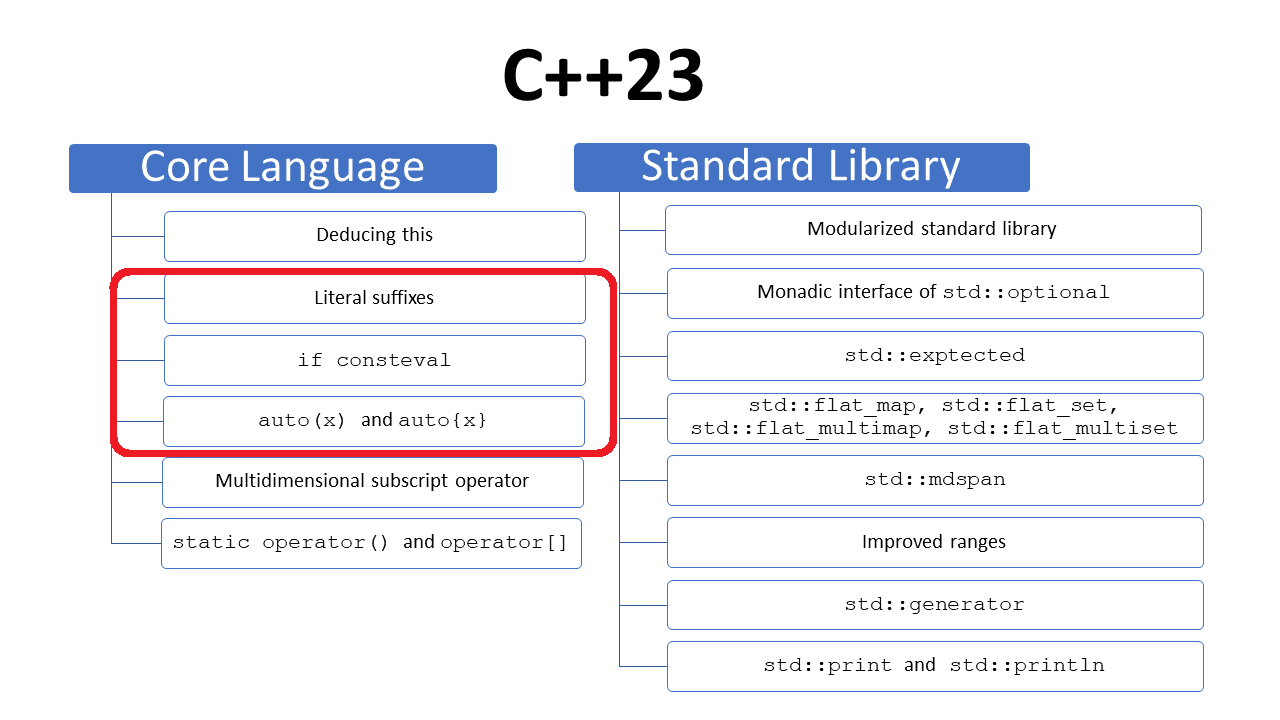 C++23
Core Language
Deducing this
Literal suffixes
if consteval
auto(x) and auto{x}
Multidimensional subscript operator
static operator() and operator[]
Standard Library
Modularized standard library
Monadic interface of std::optional
std::exptected
std::flat_map, std::flat_set,
std::flat_multimap, std::flat_multiset
std::mdspan
Improved ranges
std::generator
std::print and std::println